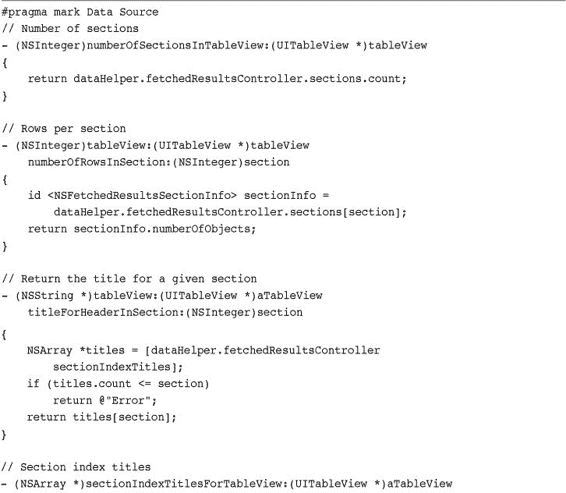 #pragma mark Data Source
// Number of sections
- (NSInteger)numberOfSectionsInTableView:(UITableView *)tableView
{
    return dataHelper.fetchedResultsController.sections.count;
}

// Rows per section
- (NSInteger)tableView:(UITableView *)tableView
    numberOfRowsInSection:(NSInteger)section
{
    id <NSFetchedResultsSectionInfo> sectionInfo =
        dataHelper.fetchedResultsController.sections[section];
    return sectionInfo.numberOfObjects;
}

// Return the title for a given section
- (NSString *)tableView:(UITableView *)aTableView
    titleForHeaderInSection:(NSInteger)section
{
    NSArray *titles = [dataHelper.fetchedResultsController
        sectionIndexTitles];
    if (titles.count <= section)
        return @"Error";
    return titles[section];
}

// Section index titles
- (NSArray *)sectionIndexTitlesForTableView:(UITableView *)aTableView